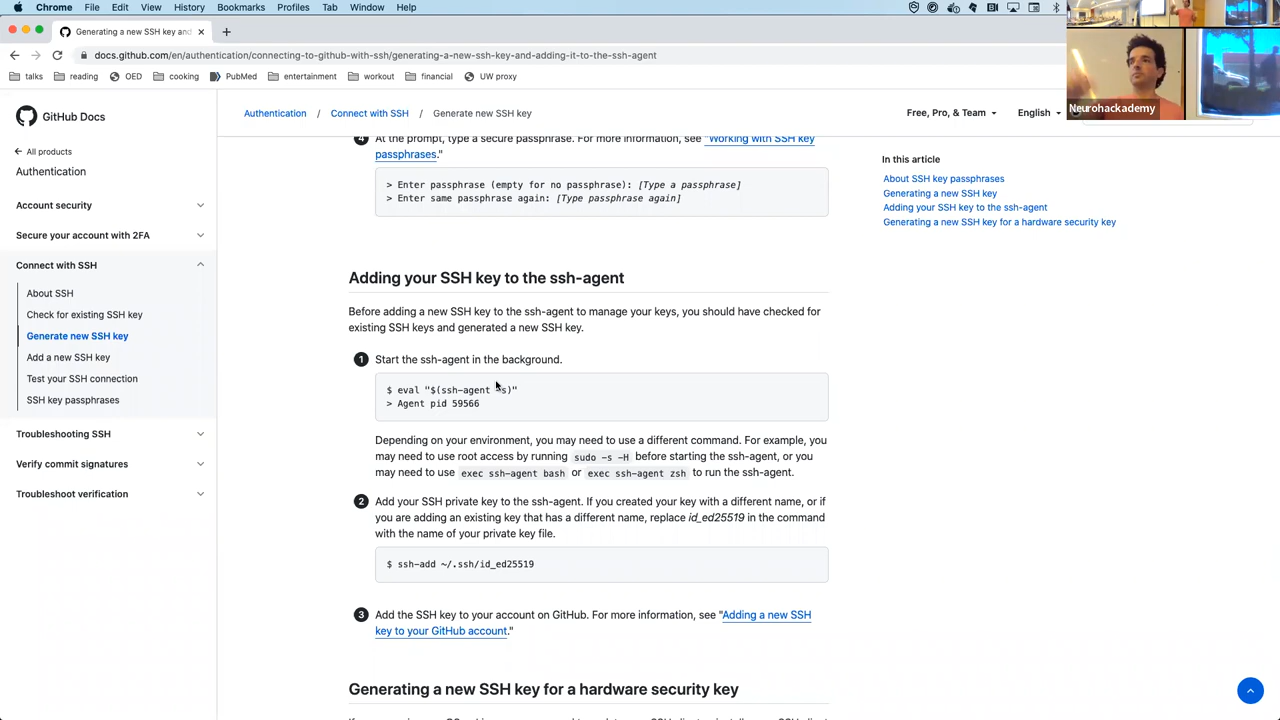 Chrome File Edit View History Bookmarks Profiles Tab Window Help
Generating a new SSH key and
docs.github.com/en/authentication/connecting-to-github-with-ssh/generating-a-new-ssh-key-and-adding-it-to-the-ssh-agent
talks reading OED cooking PubMed entertainment workout financial UW proxy
Neurohackademy
GitHub Docs
Authentication / Connect with SSH / Generate new SSH key
Free, Pro, & Team English
All products
Authentication
Account security
Secure your account with 2FA
Connect with SSH
About SSH
Check for existing SSH key
Generate new SSH key
Add a new SSH key
Test your SSH connection
SSH key passphrases
Troubleshooting SSH
Verify commit signatures
Troubleshoot verification
4 At the prompt, type a secure passphrase. For more information, see "Working with SSH key
passphrases."
> Enter passphrase (empty for no passphrase): [Type a passphrase]
> Enter same passphrase again: [Type passphrase again]
Adding your SSH key to the ssh-agent
Before adding a new SSH key to the ssh-agent to manage your keys, you should have checked for
existing SSH keys and generated a new SSH key.
1 Start the ssh-agent in the background.
$ eval "$(ssh-agent -s)"
> Agent pid 59566
Depending on your environment, you may need to use a different command. For example, you
may need to use root access by running sudo -s -H before starting the ssh-agent, or you
may need to use exec ssh-agent bash or exec ssh-agent zsh to run the ssh-agent.
2 Add your SSH private key to the ssh-agent. If you created your key with a different name, or if
you are adding an existing key that has a different name, replace id_ed25519 in the command
with the name of your private key file.
$ ssh-add ~/.ssh/id_ed25519
3 Add the SSH key to your account on GitHub. For more information, see "Adding a new SSH
key to your GitHub account."
Generating a new SSH key for a hardware security key
In this article
About SSH key passphrases
Generating a new SSH key
Adding your SSH key to the ssh-agent
Generating a new SSH key for a hardware security key